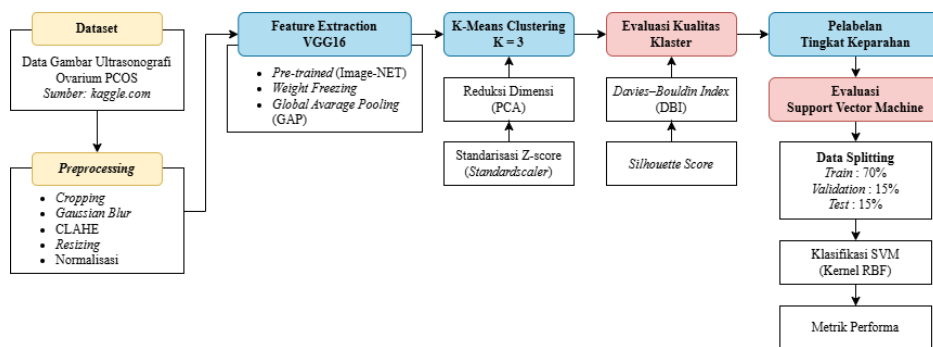 Dataset
Data Gambar Ultrasonografi
Ovarium PCOS
Sumber: kaggle.com
Preprocessing
• Cropping
• Gaussian Blur
• CLAHE
• Resizing
• Normalisasi
Feature Extraction
VGG16
• Pre-trained (Image-NET)
• Weight Freezing
• Global Avarage Pooling
(GAP)
K-Means Clustering
K = 3
Reduksi Dimensi
(PCA)
Standarisasi Z-score
(Standardscaler)
Evaluasi Kualitas
Klaster
Davies–Bouldin Index
(DBI)
Silhouette Score
Pelabelan
Tingkat Keparahan
Evaluasi
Support Vector Machine
Data Splitting
Train : 70%
Validation : 15%
Test : 15%
Klasifikasi SVM
(Kernel RBF)
Metrik Performa